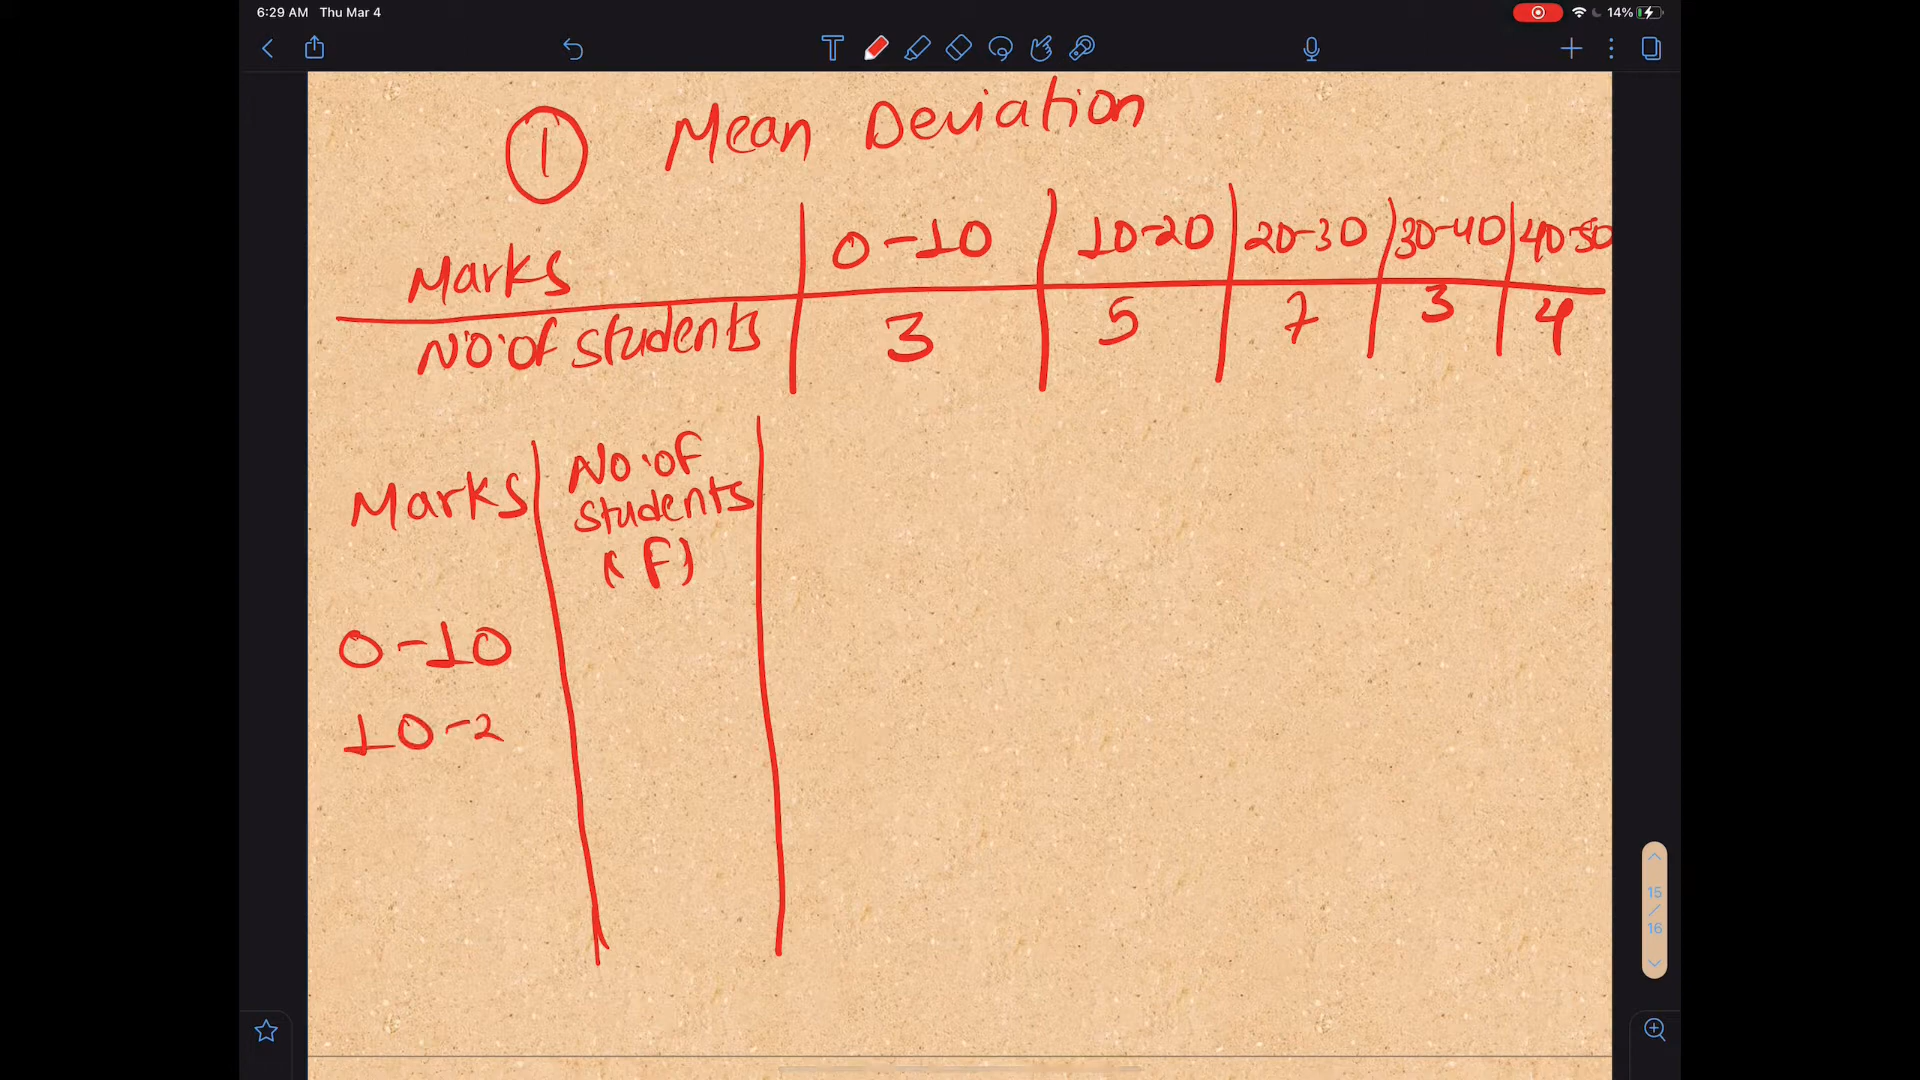 6:29 AM Thu Mar 4
14%
1 Mean Deviation
Marks 0-10 10-20 20-30 30-40 40-50
No. of students 3 5 7 3 4
Marks
No. of
students
(F)
0-10
10-2
15
/
16